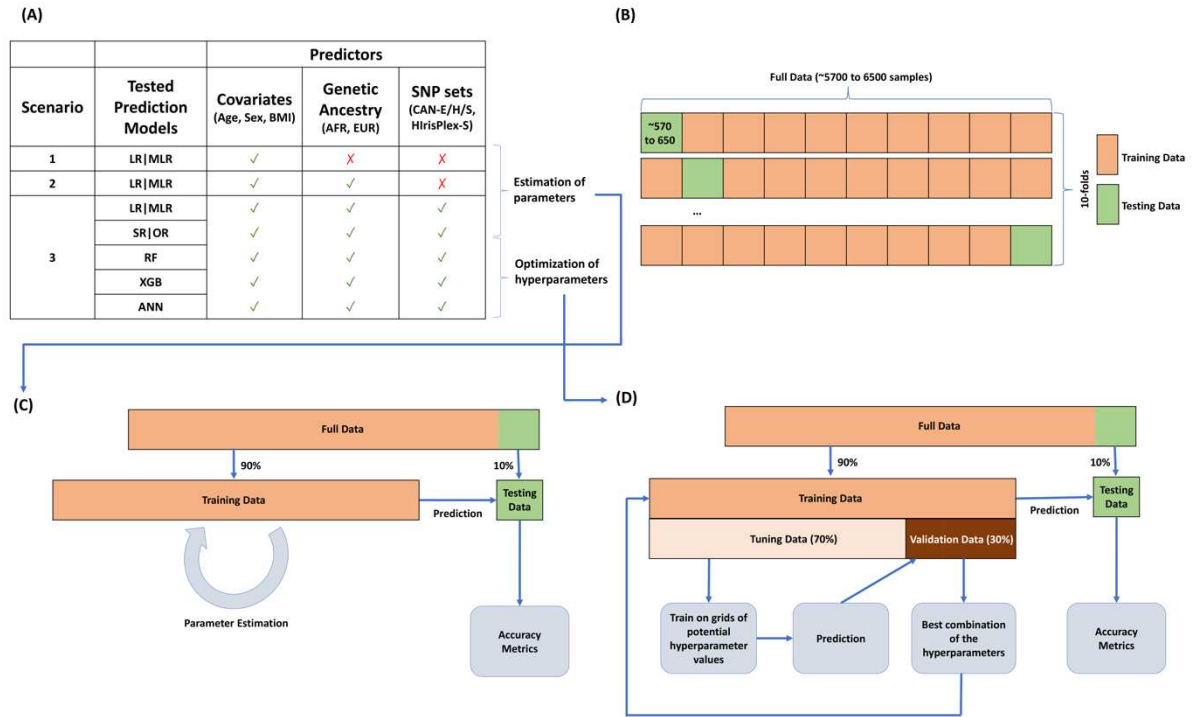 (A)
Predictors
Scenario
Tested
Prediction
Models
Covariates
(Age, Sex, BMI)
Genetic
Ancestry
(AFR, EUR)
SNP sets
(CAN-E/H/S,
HIrisPlex-S)
1 LR|MLR ✓ ✗ ✗
2 LR|MLR ✓ ✓ ✗
3
LR|MLR ✓ ✓ ✓
SR|OR ✓ ✓ ✓
RF ✓ ✓ ✓
XGB ✓ ✓ ✓
ANN ✓ ✓ ✓
Estimation of
parameters
Optimization of
hyperparameters
(B)
Full Data (~5700 to 6500 samples)
~570
to 650
...
10-folds
Training Data
Testing Data
(C)
Full Data
90%
10%
Training Data
Prediction
Testing
Data
Parameter Estimation
Accuracy
Metrics
(D)
Full Data
90%
10%
Training Data
Prediction
Testing
Data
Tuning Data (70%)
Validation Data (30%)
Train on grids of
potential
hyperparameter
values
Prediction
Best combination
of the
hyperparameters
Accuracy
Metrics